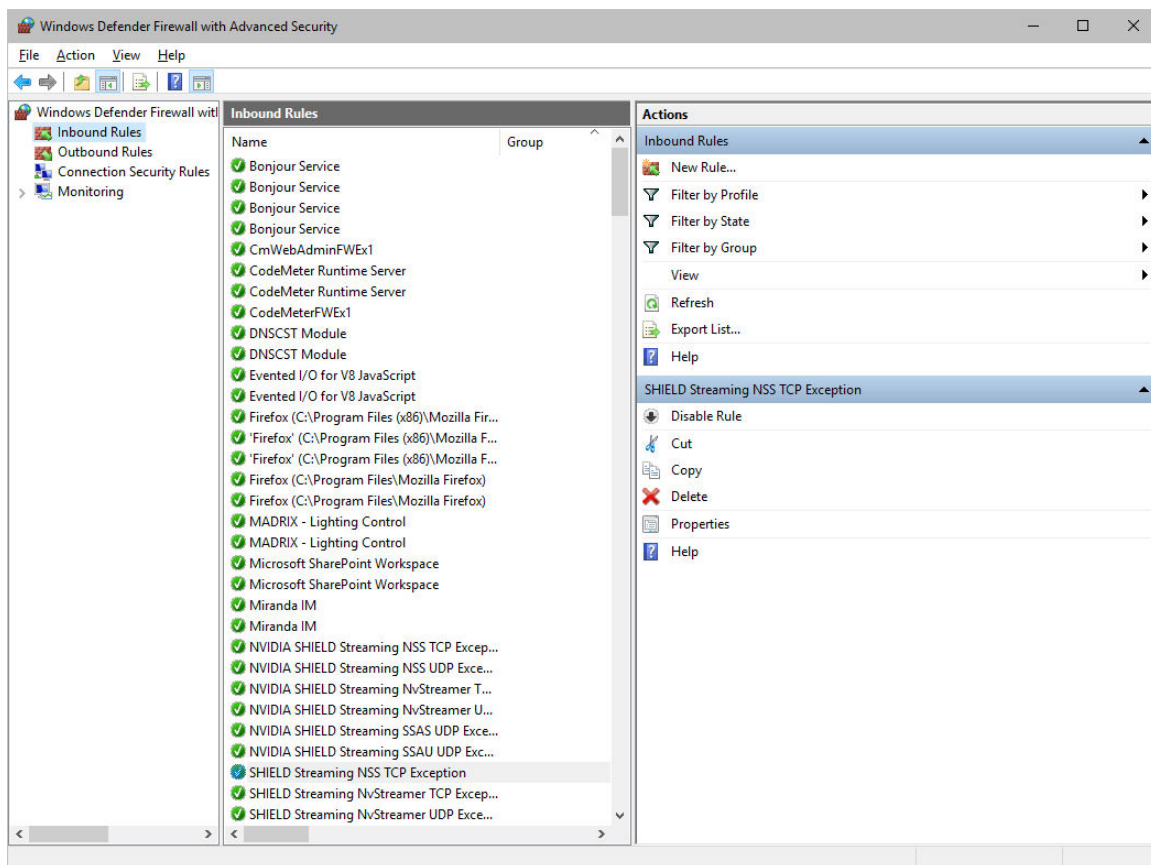 Windows Defender Firewall with Advanced Security
File Action View Help
Windows Defender Firewall witl
Inbound Rules
Outbound Rules
Connection Security Rules
Monitoring
Inbound Rules
Name Group
Bonjour Service
Bonjour Service
Bonjour Service
Bonjour Service
CmWebAdminFWEx1
CodeMeter Runtime Server
CodeMeter Runtime Server
CodeMeterFWEx1
DNSCST Module
DNSCST Module
Evented I/O for V8 JavaScript
Evented I/O for V8 JavaScript
Firefox (C:\Program Files (x86)\Mozilla Fir...
'Firefox' (C:\Program Files (x86)\Mozilla F...
'Firefox' (C:\Program Files (x86)\Mozilla F...
Firefox (C:\Program Files\Mozilla Firefox)
Firefox (C:\Program Files\Mozilla Firefox)
MADRIX - Lighting Control
MADRIX - Lighting Control
Microsoft SharePoint Workspace
Microsoft SharePoint Workspace
Miranda IM
Miranda IM
NVIDIA SHIELD Streaming NSS TCP Excep...
NVIDIA SHIELD Streaming NSS UDP Exce...
NVIDIA SHIELD Streaming NvStreamer T...
NVIDIA SHIELD Streaming NvStreamer U...
NVIDIA SHIELD Streaming SSAS UDP Exce...
NVIDIA SHIELD Streaming SSAU UDP Exc...
SHIELD Streaming NSS TCP Exception
SHIELD Streaming NvStreamer TCP Excep...
SHIELD Streaming NvStreamer UDP Exce...
Actions
Inbound Rules
New Rule...
Filter by Profile
Filter by State
Filter by Group
View
Refresh
Export List...
Help
SHIELD Streaming NSS TCP Exception
Disable Rule
Cut
Copy
Delete
Properties
Help